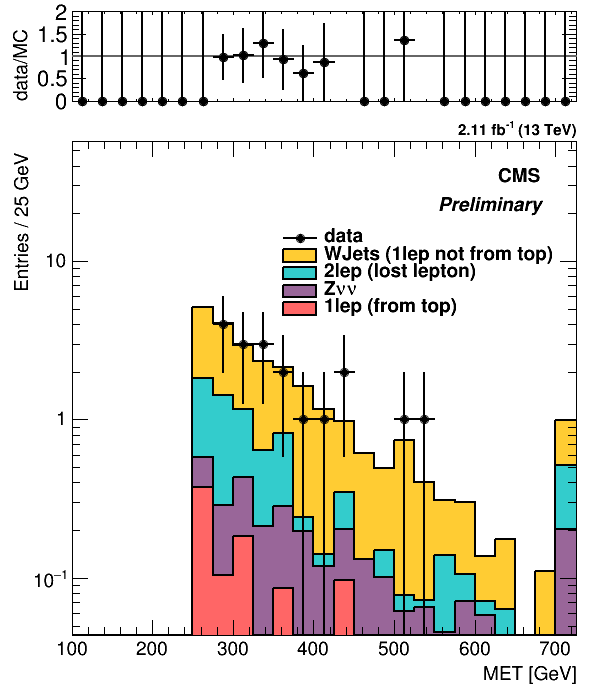 data/MC
2
1.5
1
0.5
0
2.11 fb⁻¹ (13 TeV)
Entries / 25 GeV
CMS
Preliminary
data
WJets (1lep not from top)
2lep (lost lepton)
Zνν
1lep (from top)
10
1
10⁻¹
100 200 300 400 500 600 700
MET [GeV]